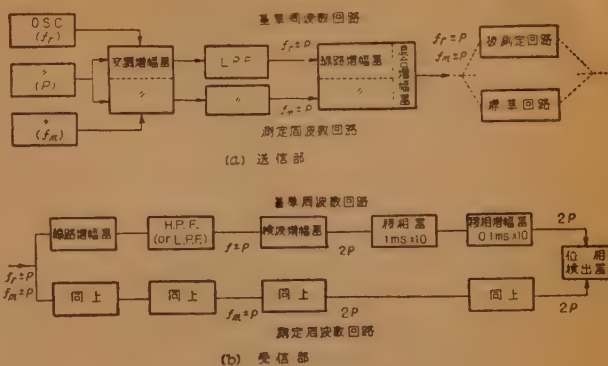 基準周波数回路
OSC
(fr)
〃
(P)
〃
(fm)
変調増幅器
〃
L.P.F.
〃
fr±P
fm±P
線路増幅器
〃
fr±P
fm±P
被測定回路
標準回路
測定周波数回路
(a) 送信部
基準周波数回路
fr±P
fm±P
線路増幅器
H.P.F.
(or L.P.F.)
f±P
検波増幅器
2P
移相器
1ms×10
移相増幅器
0.1ms×10
2P
位相
検出器
同上
同上
fm±P
同上
2P
同上
2P
測定周波数回路
(b) 受信部